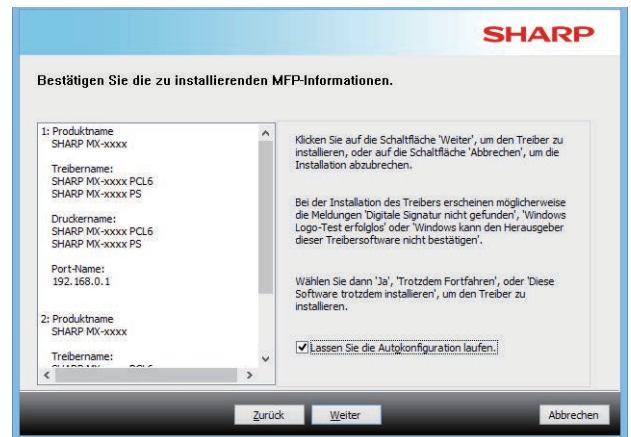 SHARP
Bestätigen Sie die zu installierenden MFP-Informationen.
1: Produktname
SHARP MX-xxxx
Treibername:
SHARP MX-xxxx PCL6
SHARP MX-xxxx PS
Druckername:
SHARP MX-xxxx PCL6
SHARP MX-xxxx PS
Port-Name:
192.168.0.1
2: Produktname
SHARP MX-xxxx
Treibername:
Klicken Sie auf die Schaltfläche 'Weiter', um den Treiber zu
installieren, oder auf die Schaltfläche 'Abbrechen', um die
Installation abzubrechen.
Bei der Installation des Treibers erscheinen möglicherweise
die Meldungen 'Digitale Signatur nicht gefunden', 'Windows
Logo-Test erfolglos' oder 'Windows kann den Herausgeber
dieser Treibersoftware nicht bestätigen'.
Wählen Sie dann 'Ja', 'Trotzdem Fortfahren', oder 'Diese
Software trotzdem installieren', um den Treiber zu
installieren.
Lassen Sie die Autokonfiguration laufen.
Zurück
Weiter
Abbrechen